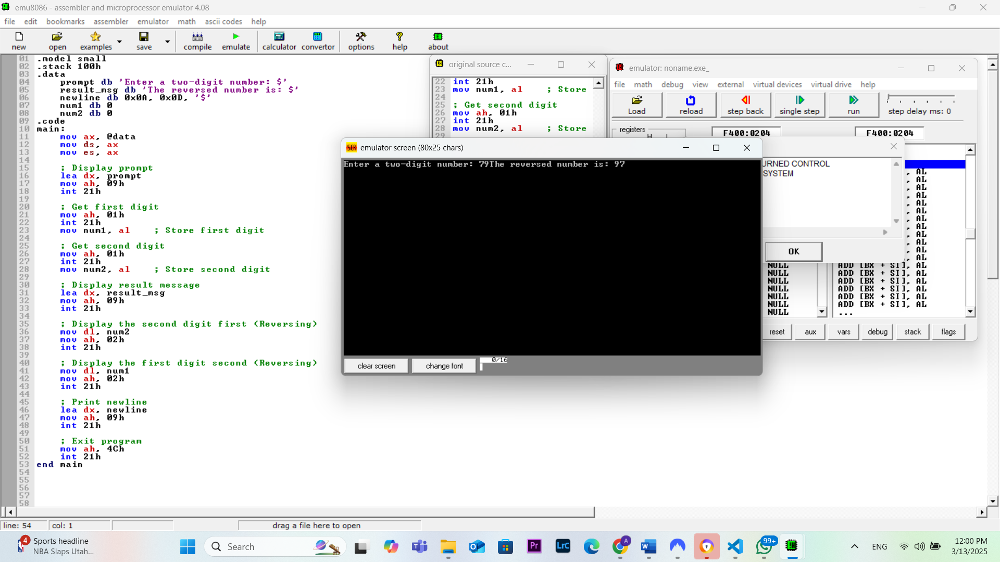 emu8086 - assembler and microprocessor emulator 4.08
file edit bookmarks assembler emulator math ascii codes help
new open examples save compile emulate calculator convertor options help about
01 .model small
02 .stack 100h
03 .data
04 prompt db 'Enter a two-digit number: $'
05 result_msg db 'The reversed number is: $'
06 newline db 0x0A, 0x0D, '$'
07 num1 db 0
08 num2 db 0
09 .code
10 main:
11 mov ax, @data
12 mov ds, ax
13 mov es, ax
14
15 ; Display prompt
16 lea dx, prompt
17 mov ah, 09h
18 int 21h
19
20 ; Get first digit
21 mov ah, 01h
22 int 21h
23 mov num1, al ; Store first digit
24
25 ; Get second digit
26 mov ah, 01h
27 int 21h
28 mov num2, al ; Store second digit
29
30 ; Display result message
31 lea dx, result_msg
32 mov ah, 09h
33 int 21h
34
35 ; Display the second digit first (Reversing)
36 mov dl, num2
37 mov ah, 02h
38 int 21h
39
40 ; Display the first digit second (Reversing)
41 mov dl, num1
42 mov ah, 02h
43 int 21h
44
45 ; Print newline
46 lea dx, newline
47 mov ah, 09h
48 int 21h
49
50 ; Exit program
51 mov ah, 4Ch
52 int 21h
53 end main
54
55
56
57
58
original source c...
22 int 21h
23 mov num1, al ; Store
24
25 ; Get second digit
26 mov ah, 01h
27 int 21h
28 mov num2, al ; Store
29
emulator: noname.exe_
file math debug view external virtual devices virtual drive help
Load reload step back single step run step delay ms: 0
registers F400:0204 F400:0204
H L
emulator screen (80x25 chars)
Enter a two-digit number: 79The reversed number is: 97
clear screen change font 0/16
URNED CONTROL
SYSTEM
OK
, AL
, AL
, AL
, AL
, AL
, AL
, AL
, AL
, AL
, AL
, AL
, AL
NULL ADD [BX + SI], AL
NULL ADD [BX + SI], AL
NULL ADD [BX + SI], AL
NULL ADD [BX + SI], AL
NULL ADD [BX + SI], AL
NULL ADD [BX + SI], AL
NULL ...
reset aux vars debug stack flags
line: 54 col: 1 drag a file here to open
4 Sports headline
NBA Slaps Utah...
Search
Pr LrC A W 99+
ENG
12:00 PM
3/13/2025